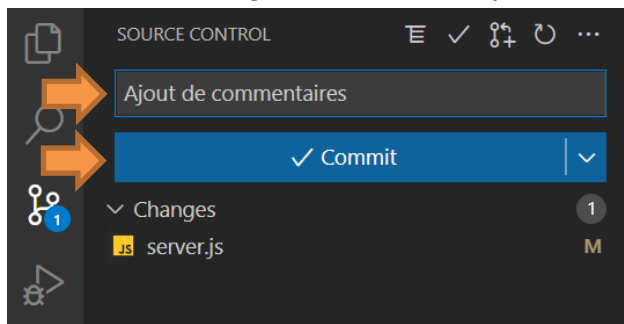 SOURCE CONTROL
Ajout de commentaires
Commit
Changes 1
1
JS server.js M